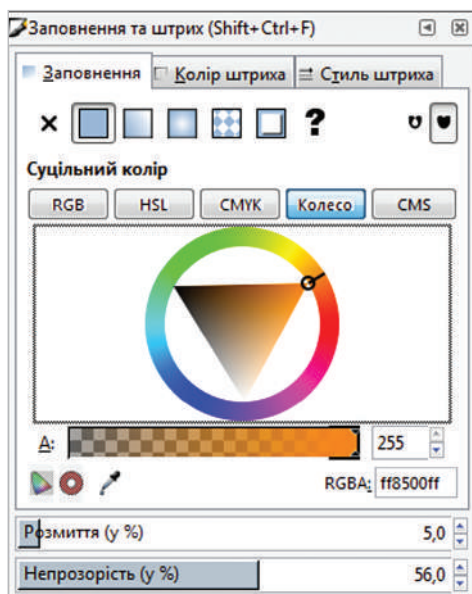 Заповнення та штрих (Shift+Ctrl+F)
Заповнення Колір штриха Стиль штриха
?
Суцільний колір
RGB HSL CMYK Колесо CMS
A: 255
RGBA: ff8500ff
Розмиття (у %) 5,0
Непрозорість (у %) 56,0